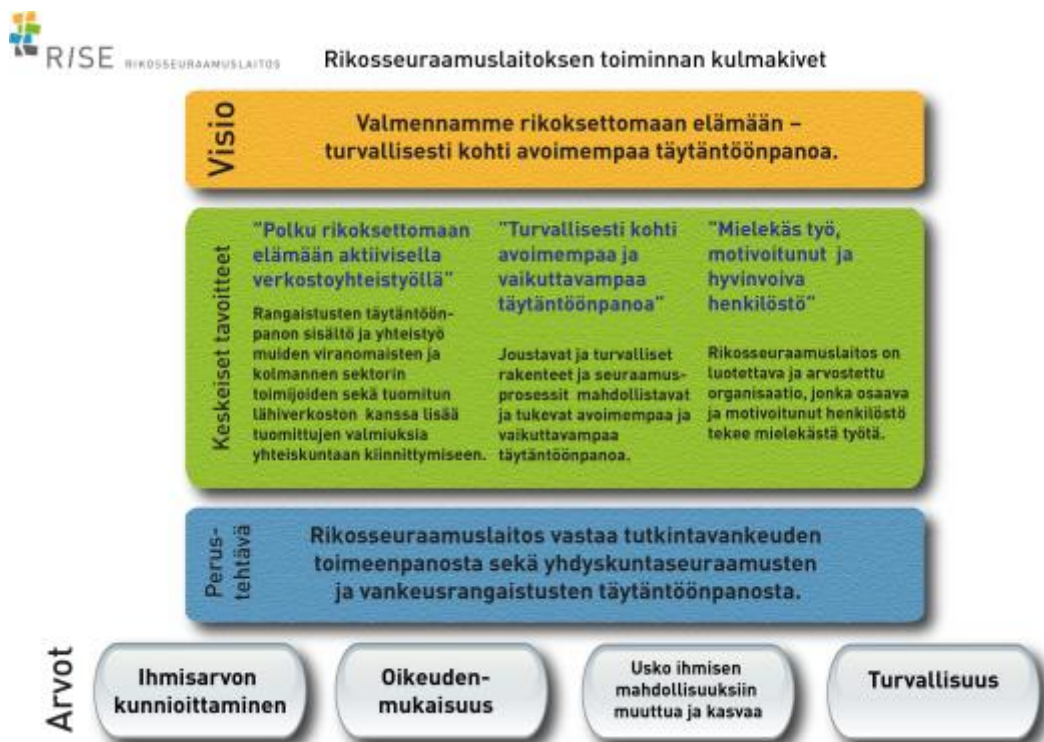 RISE RIKOSSEURAAMUSLAITOS
Rikosseuraamuslaitoksen toiminnan kulmakivet
Visio
Valmennamme rikoksettomaan elämään –
turvallisesti kohti avoimempaa täytäntöönpanoa.
Keskeiset tavoitteet
"Polku rikoksettomaan
elämään aktiivisella
verkostoyhteistyöllä"
Rangaistusten täytäntöön-
panon sisältö ja yhteistyö
muiden viranomaisten ja
kolmannen sektorin
toimijoiden sekä tuomitun
lähiverkoston kanssa lisää
tuomittujen valmiuksia
yhteiskuntaan kiinnittymiseen.
"Turvallisesti kohti
avoimempaa ja
vaikuttavampaa
täytäntöönpanoa"
Joustavat ja turvalliset
rakenteet ja seuraamus-
prosessit mahdollistavat
ja tukevat avoimempaa ja
vaikuttavampaa
täytäntöönpanoa.
"Mielekäs työ,
motivoitunut ja
hyvinvoiva
henkilöstö"
Rikosseuraamuslaitos on
luotettava ja arvostettu
organisaatio, jonka osaava
ja motivoitunut henkilöstö
tekee mielekästä työtä.
Perus-
tehtävä
Rikosseuraamuslaitos vastaa tutkintavankeuden
toimeenpanosta sekä yhdyskuntaseuraamusten
ja vankeusrangaistusten täytäntöönpanosta.
Arvot
Ihmisarvon
kunnioittaminen
Oikeuden-
mukaisuus
Usko ihmisen
mahdollisuuksiin
muuttua ja kasvaa
Turvallisuus